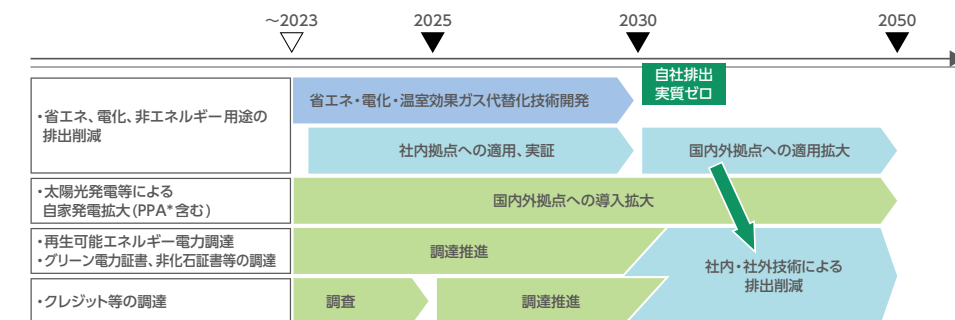 ～2023
2025
2030
2050
自社排出
実質ゼロ
・省エネ、電化、非エネルギー用途の
排出削減
省エネ・電化・温室効果ガス代替化技術開発
社内拠点への適用、実証
国内外拠点への適用拡大
・太陽光発電等による
自家発電拡大(PPA*含む)
国内外拠点への導入拡大
・再生可能エネルギー電力調達
・グリーン電力証書、非化石証書等の調達
調達推進
社内・社外技術による
排出削減
・クレジット等の調達
調査
調達推進